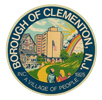 BOROUGH OF CLEMENTON, N.J.
A VILLAGE OF PEOPLE